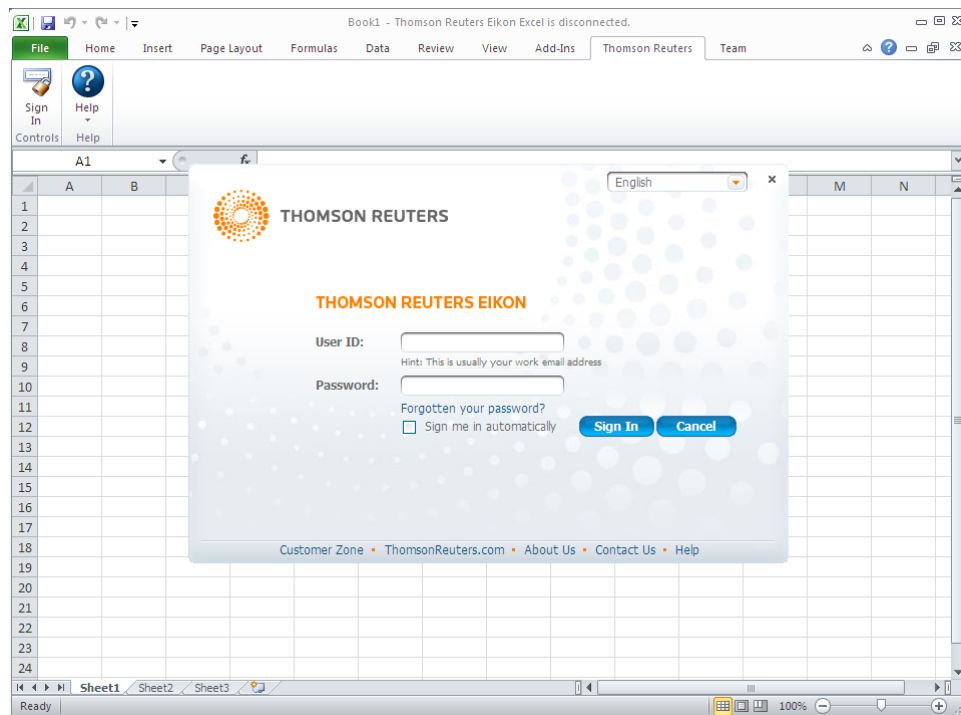 Book1 - Thomson Reuters Eikon Excel is disconnected.
File Home Insert Page Layout Formulas Data Review View Add-Ins Thomson Reuters Team
Sign In
Help
Controls Help
A1 fx
A B M N
1
2
3
4
5
6
7
8
9
10
11
12
13
14
15
16
17
18
19
20
21
22
23
24
English
THOMSON REUTERS
THOMSON REUTERS EIKON
User ID:
Hint: This is usually your work email address
Password:
Forgotten your password?
Sign me in automatically Sign In Cancel
Customer Zone • ThomsonReuters.com • About Us • Contact Us • Help
Sheet1 Sheet2 Sheet3
Ready 100%